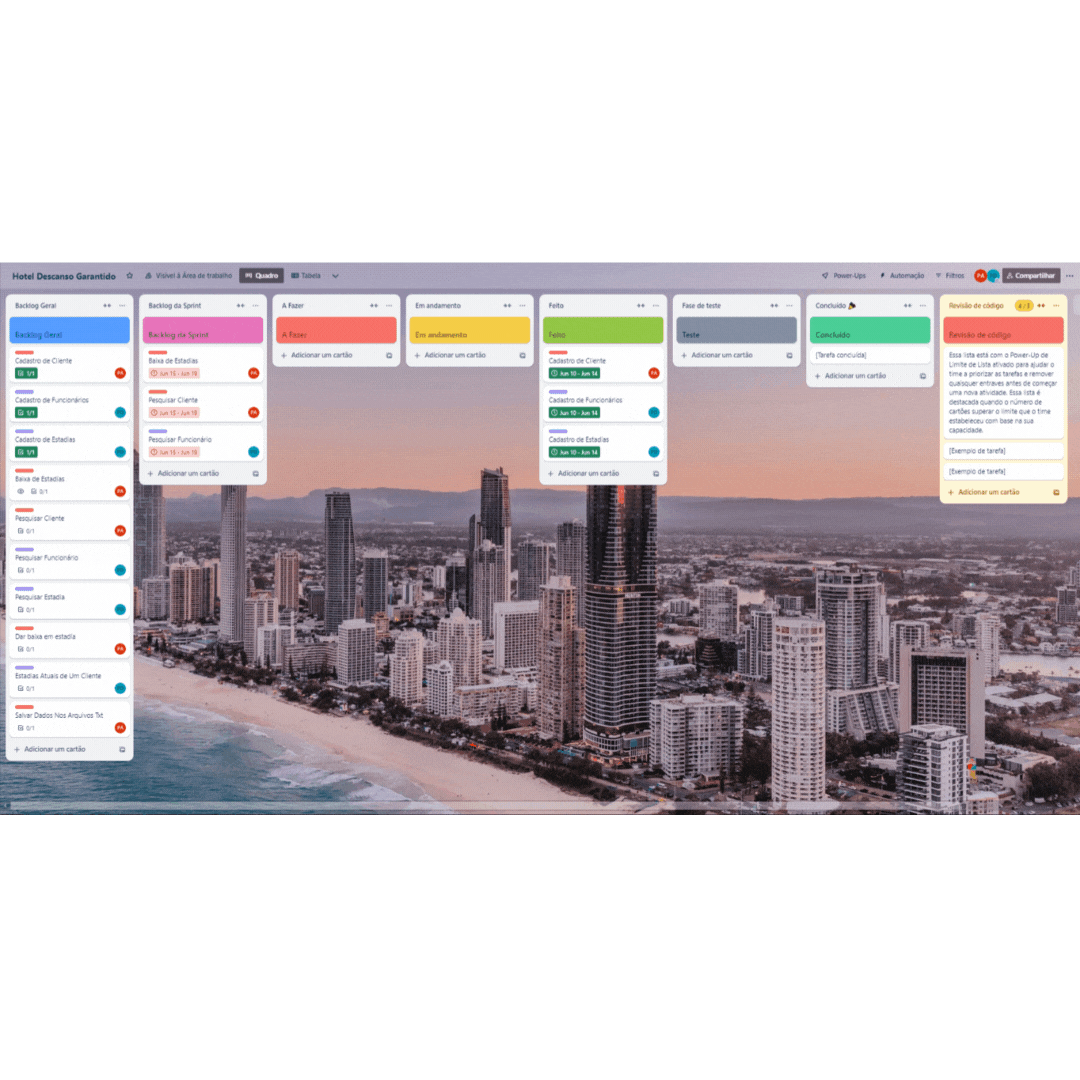 Hotel Descanso Garantido
Visível à Área de trabalho
Quadro
Tabela
Power-Ups
Automação
Filtros
PA
Compartilhar
Backlog Geral
Backlog Geral
Cadastro de Cliente
1/1
PA
Cadastro de Funcionários
1/1
Cadastro de Estadias
1/1
Baixa de Estadias
0/1
PA
Pesquisar Cliente
0/1
PA
Pesquisar Funcionário
0/1
Pesquisar Estadia
0/1
Dar baixa em estadia
0/1
PA
Estadias Atuais de Um Cliente
0/1
Salvar Dados Nos Arquivos Txt
0/1
PA
+ Adicionar um cartão
Backlog da Sprint
Backlog da Sprint
Baixa de Estadias
Jun 15 - Jun 18
PA
Pesquisar Cliente
Jun 15 - Jun 18
PA
Pesquisar Funcionário
Jun 15 - Jun 18
+ Adicionar um cartão
A Fazer
A Fazer
+ Adicionar um cartão
Em andamento
Em andamento
+ Adicionar um cartão
Feito
Feito
Cadastro de Cliente
Jun 10 - Jun 14
PA
Cadastro de Funcionários
Jun 10 - Jun 14
Cadastro de Estadias
Jun 10 - Jun 14
+ Adicionar um cartão
Fase de teste
Teste
+ Adicionar um cartão
Concluído
Concluído
[Tarefa concluída]
+ Adicionar um cartão
Revisão de código
Revisão de código
Essa lista está com o Power-Up de
Limite de Lista ativado para ajudar o
time a priorizar as tarefas e remover
quaisquer entraves antes de começar
uma nova atividade. Essa lista é
destacada quando o número de
cartões superar o limite que o time
estabeleceu com base na sua
capacidade.
[Exemplo de tarefa]
[Exemplo de tarefa]
+ Adicionar um cartão